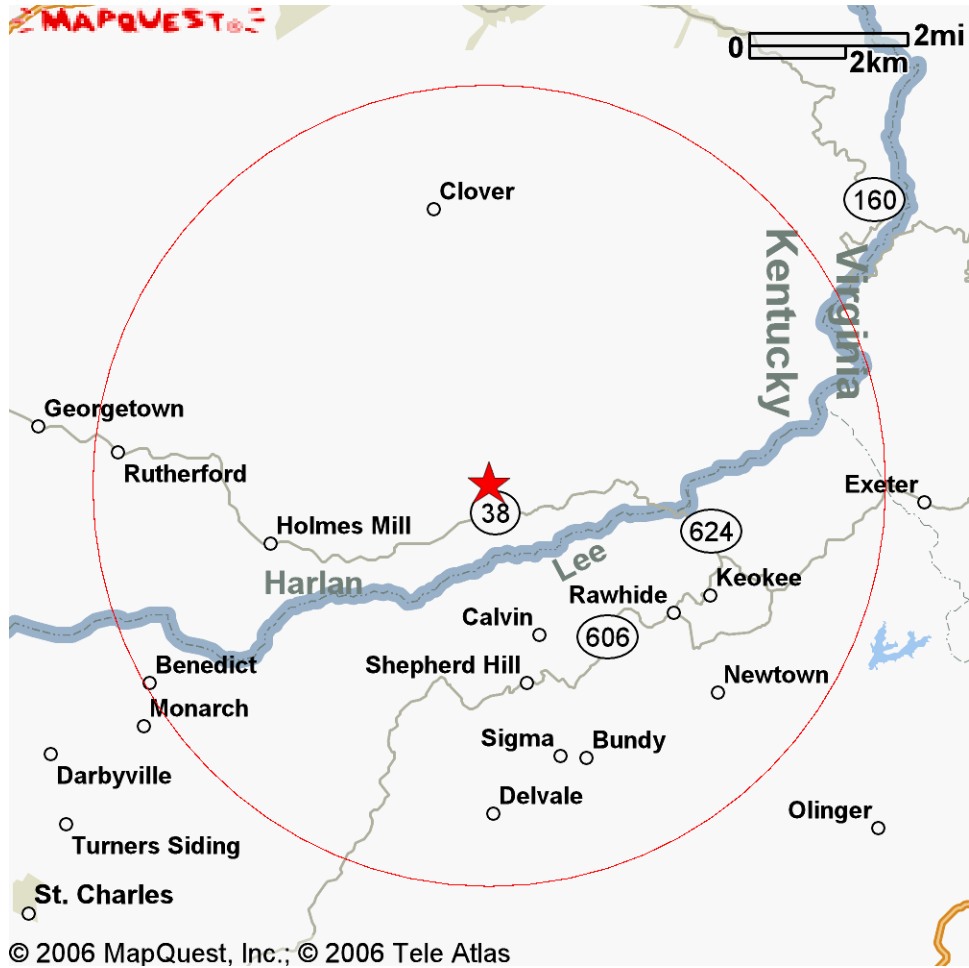 MAPQUEST®
0
2mi
2km
Clover
160
Kentucky
Virginia
Georgetown
Rutherford
Exeter
38
Holmes Mill
624
Lee
Harlan
Keokee
Rawhide
Calvin
606
Benedict
Shepherd Hill
Newtown
Monarch
Sigma
Bundy
Darbyville
Delvale
Olinger
Turners Siding
St. Charles
© 2006 MapQuest, Inc.; © 2006 Tele Atlas